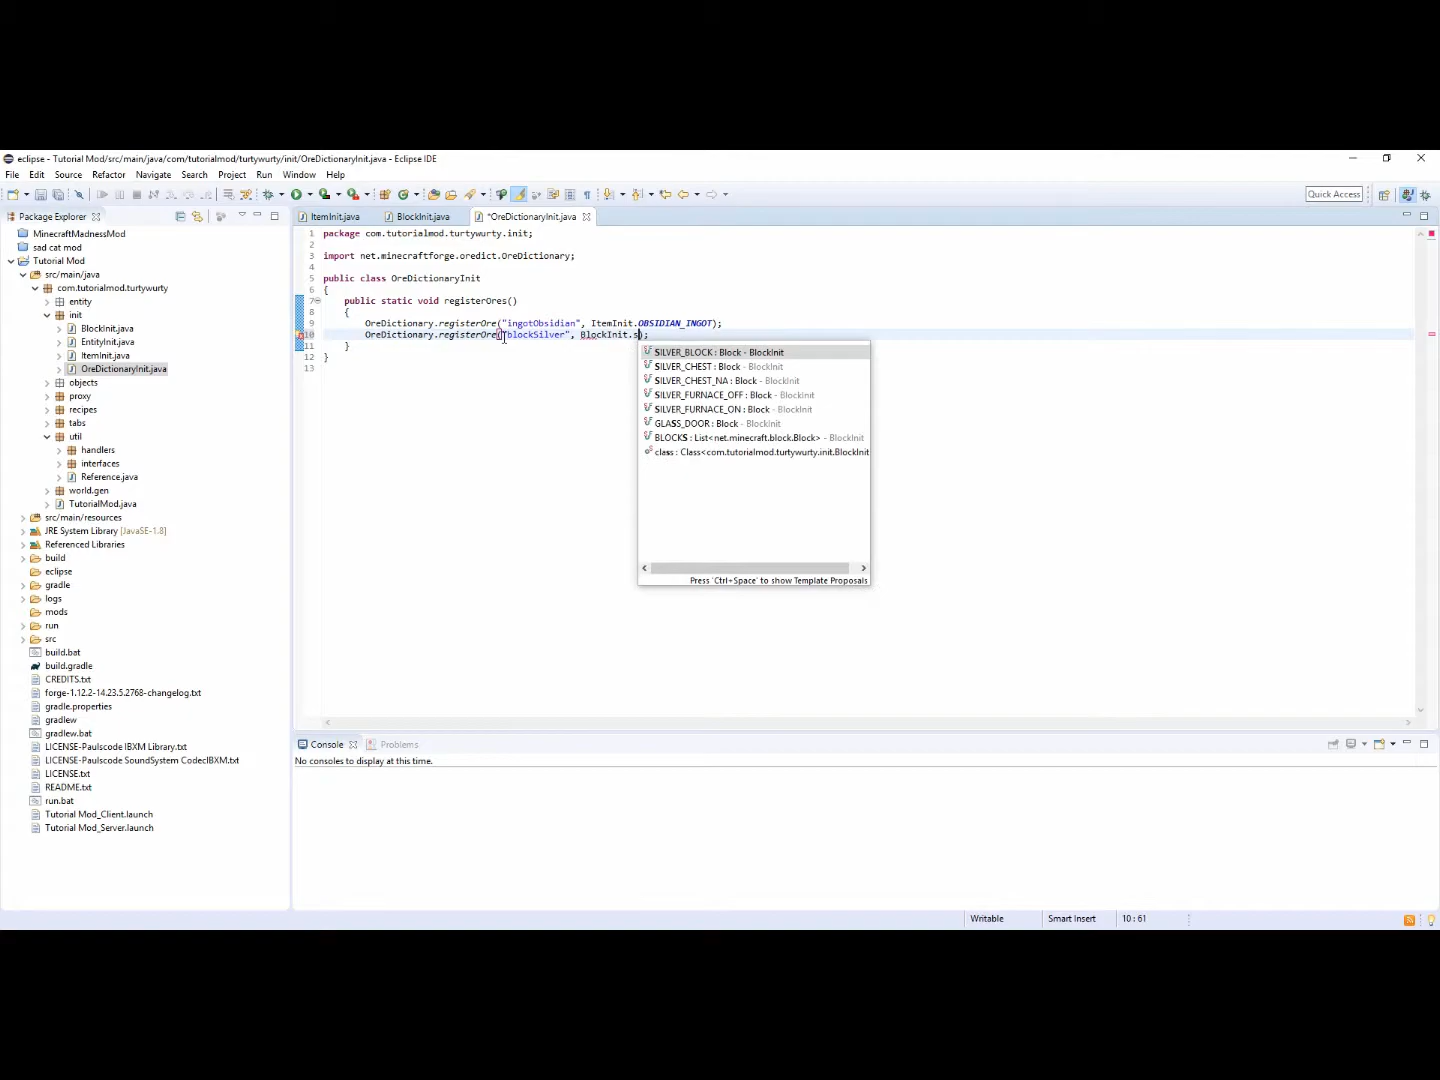 eclipse - Tutorial Mod/src/main/java/com/tutorialmod/turtywurty/init/OreDictionaryInit.java - Eclipse IDE
File Edit Source Refactor Navigate Search Project Run Window Help
Quick Access
Package Explorer
ItemInit.java BlockInit.java *OreDictionaryInit.java
MinecraftMadnessMod
sad cat mod
Tutorial Mod
src/main/java
com.tutorialmod.turtywurty
entity
init
BlockInit.java
EntityInit.java
ItemInit.java
OreDictionaryInit.java
objects
proxy
recipes
tabs
util
handlers
interfaces
Reference.java
world.gen
TutorialMod.java
src/main/resources
JRE System Library [JavaSE-1.8]
Referenced Libraries
build
eclipse
gradle
logs
mods
run
src
build.bat
build.gradle
CREDITS.txt
forge-1.12.2-14.23.5.2768-changelog.txt
gradle.properties
gradlew
gradlew.bat
LICENSE-Paulscode IBXM Library.txt
LICENSE-Paulscode SoundSystem CodecIBXM.txt
LICENSE.txt
README.txt
run.bat
Tutorial Mod_Client.launch
Tutorial Mod_Server.launch
1 package com.tutorialmod.turtywurty.init;
2
3 import net.minecraftforge.oredict.OreDictionary;
4
5 public class OreDictionaryInit
6 {
7 public static void registerOres()
8 {
9 OreDictionary.registerOre("ingotObsidian", ItemInit.OBSIDIAN_INGOT);
10 OreDictionary.registerOre("blockSilver", BlockInit.s);
11 }
12 }
13
SILVER_BLOCK : Block - BlockInit
SILVER_CHEST : Block - BlockInit
SILVER_CHEST_NA : Block - BlockInit
SILVER_FURNACE_OFF : Block - BlockInit
SILVER_FURNACE_ON : Block - BlockInit
GLASS_DOOR : Block - BlockInit
BLOCKS : List<net.minecraft.block.Block> - BlockInit
class : Class<com.tutorialmod.turtywurty.init.BlockInit
Press 'Ctrl+Space' to show Template Proposals
Console Problems
No consoles to display at this time.
Writable Smart Insert 10 : 61